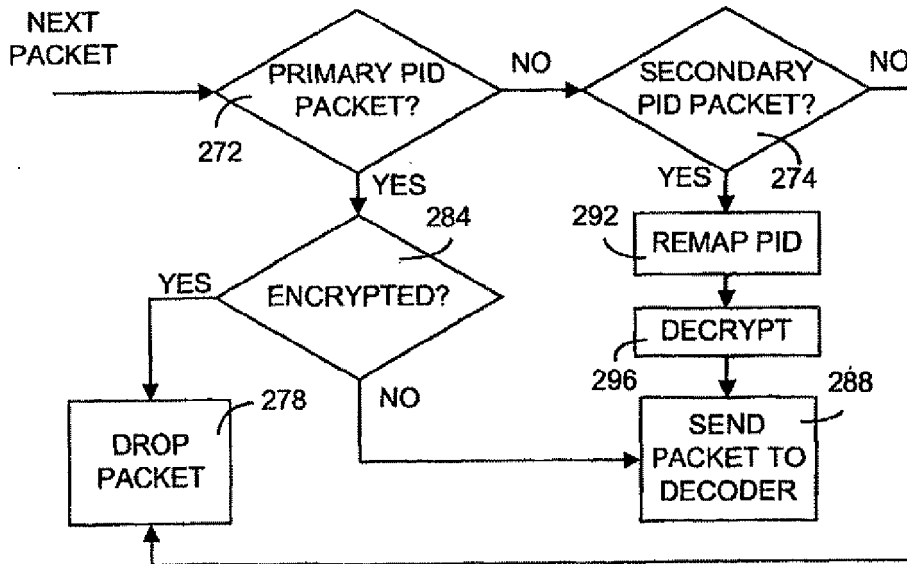 NEXT
PACKET
PRIMARY PID
PACKET?
272
NO
SECONDARY
PID PACKET?
274
NO
YES
YES
284
ENCRYPTED?
YES
NO
292
REMAP PID
DECRYPT
296
288
SEND
PACKET TO
DECODER
278
DROP
PACKET